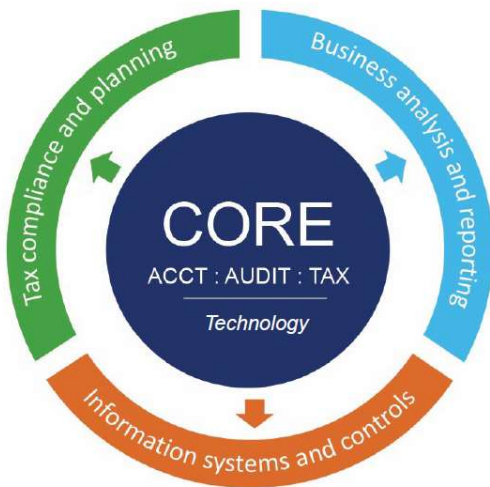 Tax compliance and planning
Business analysis and reporting
CORE
ACCT : AUDIT : TAX
Technology
Information systems and controls